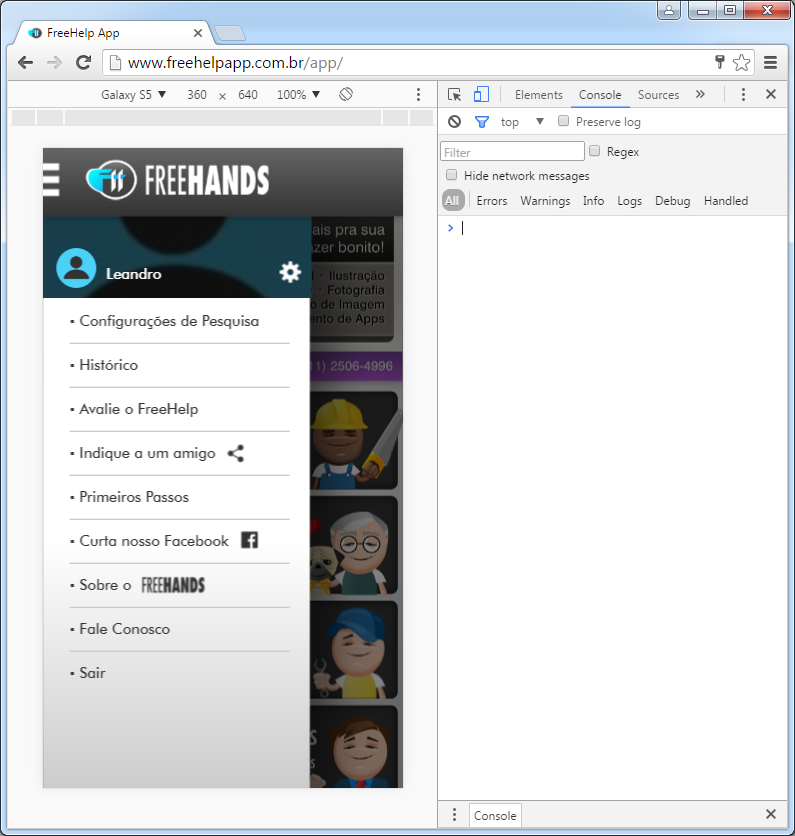 FreeHelp App
www.freehelpapp.com.br/app/
Galaxy S5 ▼ 360 × 640 100% ▼
Elements Console Sources »
top ▼ Preserve log
Filter Regex
Hide network messages
All Errors Warnings Info Logs Debug Handled
FREEHANDS
ais pra sua
zer bonito!
Leandro
· Ilustração
· Fotografia
o de Imagem
ento de Apps
11) 2506-4996
▪ Configurações de Pesquisa
▪ Histórico
▪ Avalie o FreeHelp
▪ Indique a um amigo
▪ Primeiros Passos
▪ Curta nosso Facebook
▪ Sobre o FREEHANDS
▪ Fale Conosco
▪ Sair
Console